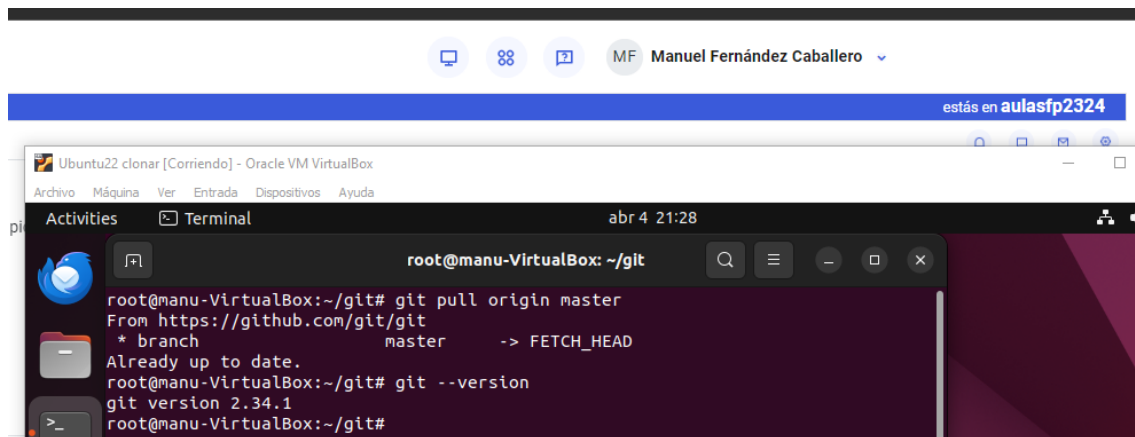 MF Manuel Fernández Caballero
estás en aulasfp2324
Ubuntu22 clonar [Corriendo] - Oracle VM VirtualBox
Archivo Máquina Ver Entrada Dispositivos Ayuda
Activities Terminal abr 4 21:28
root@manu-VirtualBox: ~/git
root@manu-VirtualBox:~/git# git pull origin master
From https://github.com/git/git
* branch master -> FETCH_HEAD
Already up to date.
root@manu-VirtualBox:~/git# git --version
git version 2.34.1
root@manu-VirtualBox:~/git#